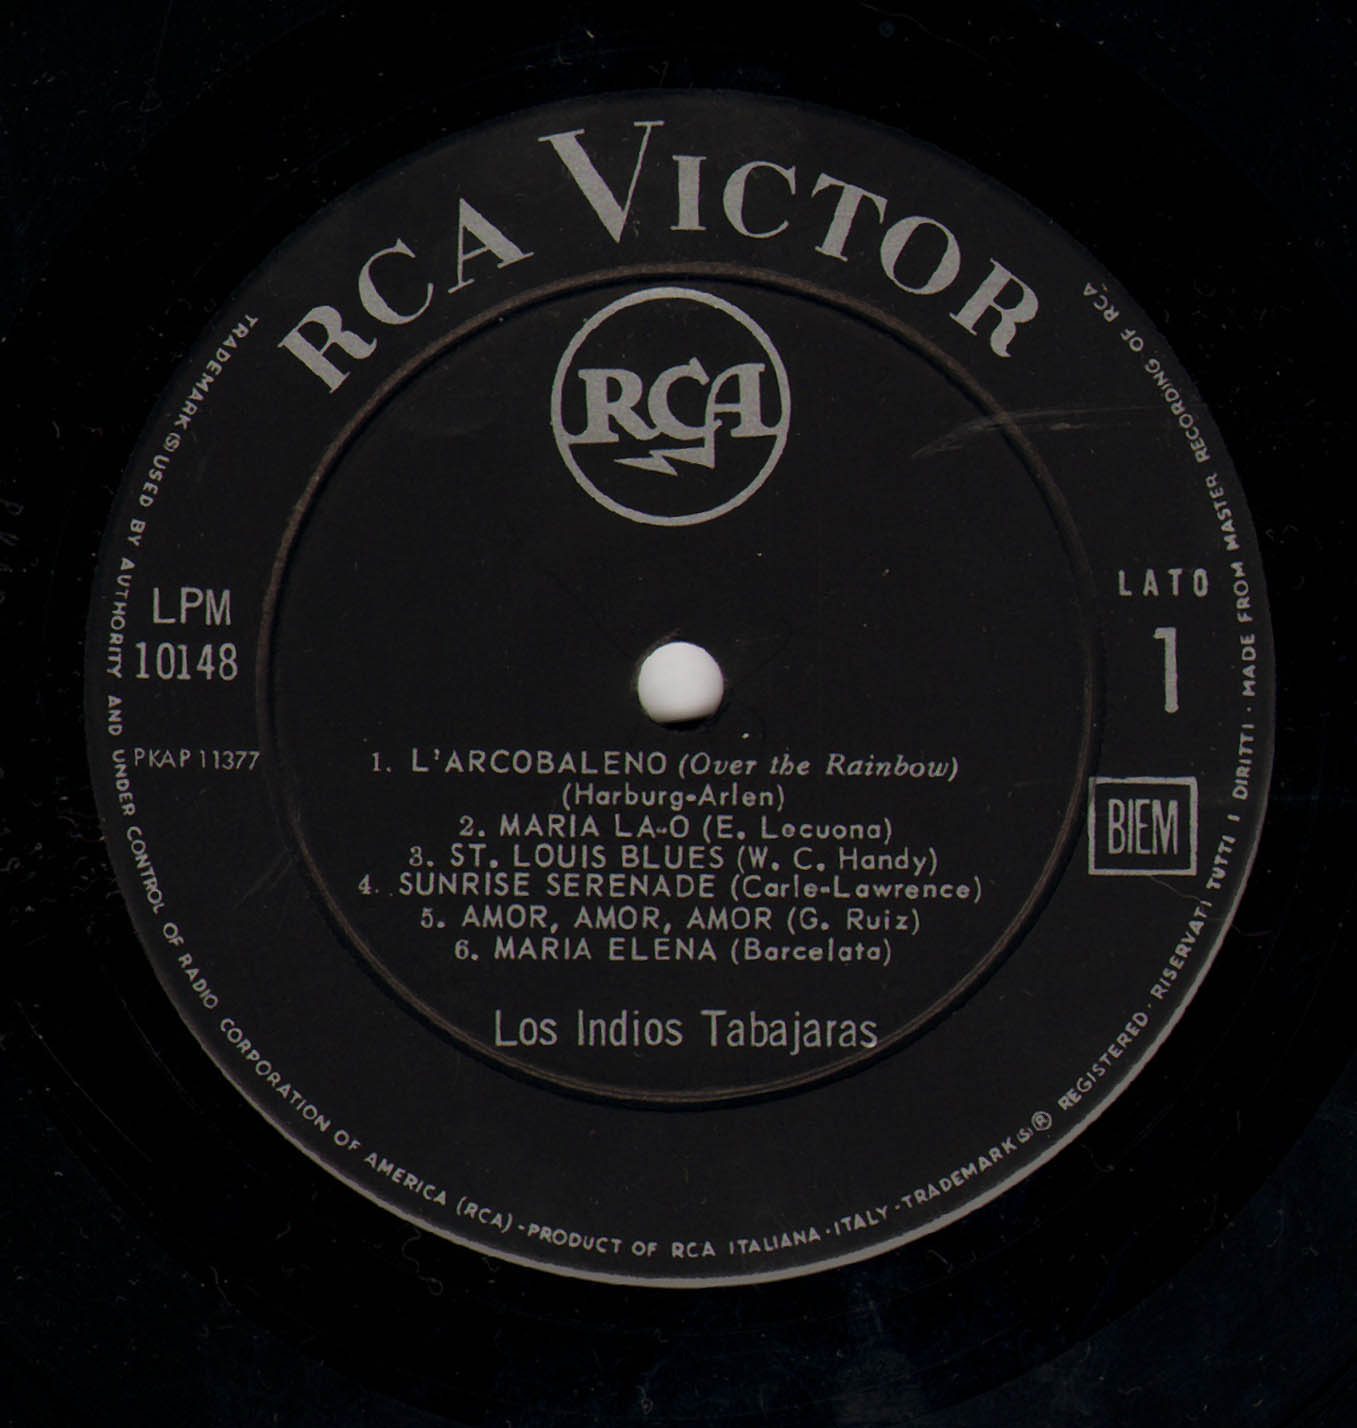 RCA VICTOR
RCA
LPM
10148
PKAP 11377
LATO
1
BIEM
1. L'ARCOBALENO (Over the Rainbow)
(Harburg-Arlen)
2. MARIA LA-O (E. Lecuona)
3. ST. LOUIS BLUES (W. C. Handy)
4. SUNRISE SERENADE (Carle-Lawrence)
5. AMOR, AMOR, AMOR (G. Ruiz)
6. MARIA ELENA (Barcelata)
Los Indios Tabajaras
TRADEMARK (S) USED BY AUTHORITY AND UNDER CONTROL OF RADIO CORPORATION OF AMERICA (RCA) - PRODUCT OF RCA ITALIANA · ITALY - TRADEMARK (S) ® REGISTERED · RISERVATI TUTTI I DIRITTI · MADE FROM MASTER RECORDING OF RCA